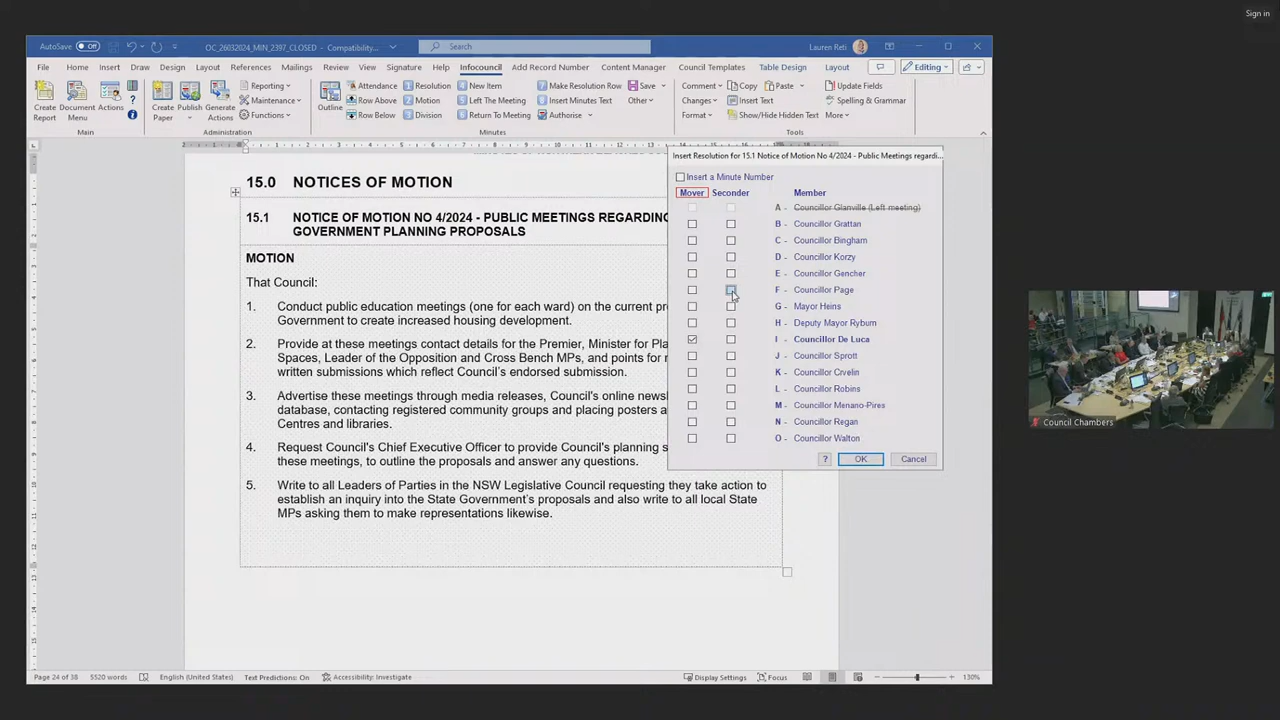 Sign in
AutoSave Off OC_26032024_MIN_2397_CLOSED - Compatibility... Search Lauren Reti
File Home Insert Draw Design Layout References Mailings Review View Signature Help Infocouncil Add Record Number Content Manager Council Templates Table Design Layout Editing
Create Report Document Menu Actions
Main
Create Paper Publish Generate Actions Reporting Maintenance Functions
Administration
Outline Attendance Row Above Row Below 1 Resolution 2 Motion 3 Division 4 New Item 5 Left The Meeting 6 Return To Meeting 7 Make Resolution Row 8 Insert Minutes Text Authorise 9 Save Other
Minutes
Comment Changes Format Copy Insert Text Show/Hide Hidden Text Paste Update Fields Spelling & Grammar More
Tools
15.0 NOTICES OF MOTION
15.1 NOTICE OF MOTION NO 4/2024 - PUBLIC MEETINGS REGARDING
GOVERNMENT PLANNING PROPOSALS
MOTION
That Council:
1. Conduct public education meetings (one for each ward) on the current pr
Government to create increased housing development.
2. Provide at these meetings contact details for the Premier, Minister for Pla
Spaces, Leader of the Opposition and Cross Bench MPs, and points for
written submissions which reflect Council's endorsed submission.
3. Advertise these meetings through media releases, Council's online news
database, contacting registered community groups and placing posters a
Centres and libraries.
4. Request Council's Chief Executive Officer to provide Council's planning s
these meetings, to outline the proposals and answer any questions.
5. Write to all Leaders of Parties in the NSW Legislative Council requesting they take action to
establish an inquiry into the State Government's proposals and also write to all local State
MPs asking them to make representations likewise.
Insert Resolution for 15.1 Notice of Motion No 4/2024 - Public Meetings regardi...
Insert a Minute Number
Mover Seconder Member
A - Councillor Glanville (Left meeting)
B - Councillor Grattan
C - Councillor Bingham
D - Councillor Korzy
E - Councillor Gencher
F - Councillor Page
G - Mayor Heins
H - Deputy Mayor Ryburn
I - Councillor De Luca
J - Councillor Sprott
K - Councillor Crvelin
L - Councillor Robins
M - Councillor Menano-Pires
N - Councillor Regan
O - Councillor Walton
? OK Cancel
Council Chambers
Page 24 of 38 5520 words English (United States) Text Predictions: On Accessibility: Investigate Display Settings Focus 130%